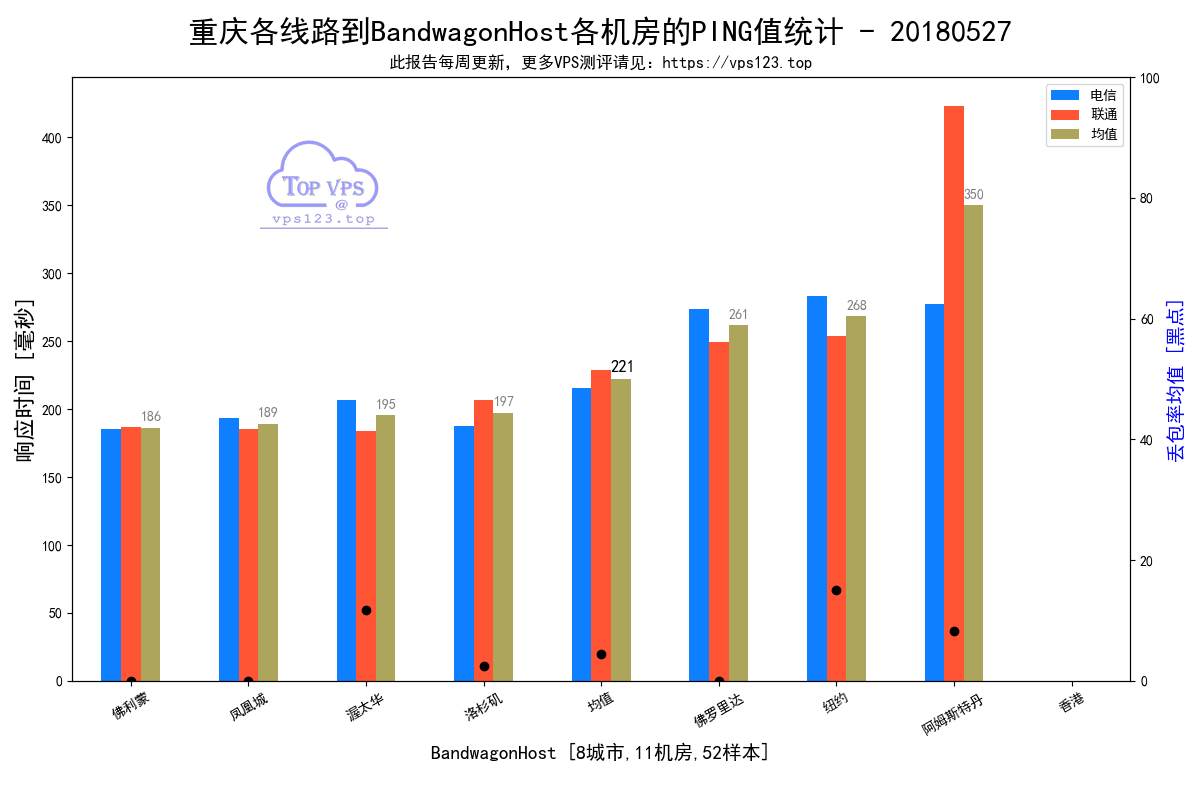 重庆各线路到BandwagonHost各机房的PING值统计 - 20180527
此报告每周更新，更多VPS测评请见：https://vps123.top
电信
联通
均值
TOP VPS
@
vps123.top
响应时间 [毫秒]
400
350
300
250
200
150
100
50
0
186
189
195
197
221
261
268
350
100
80
60
40
20
0
丢包率均值 [黑点]
佛利蒙
凤凰城
渥太华
洛杉矶
均值
佛罗里达
纽约
阿姆斯特丹
香港
BandwagonHost [8城市,11机房,52样本]